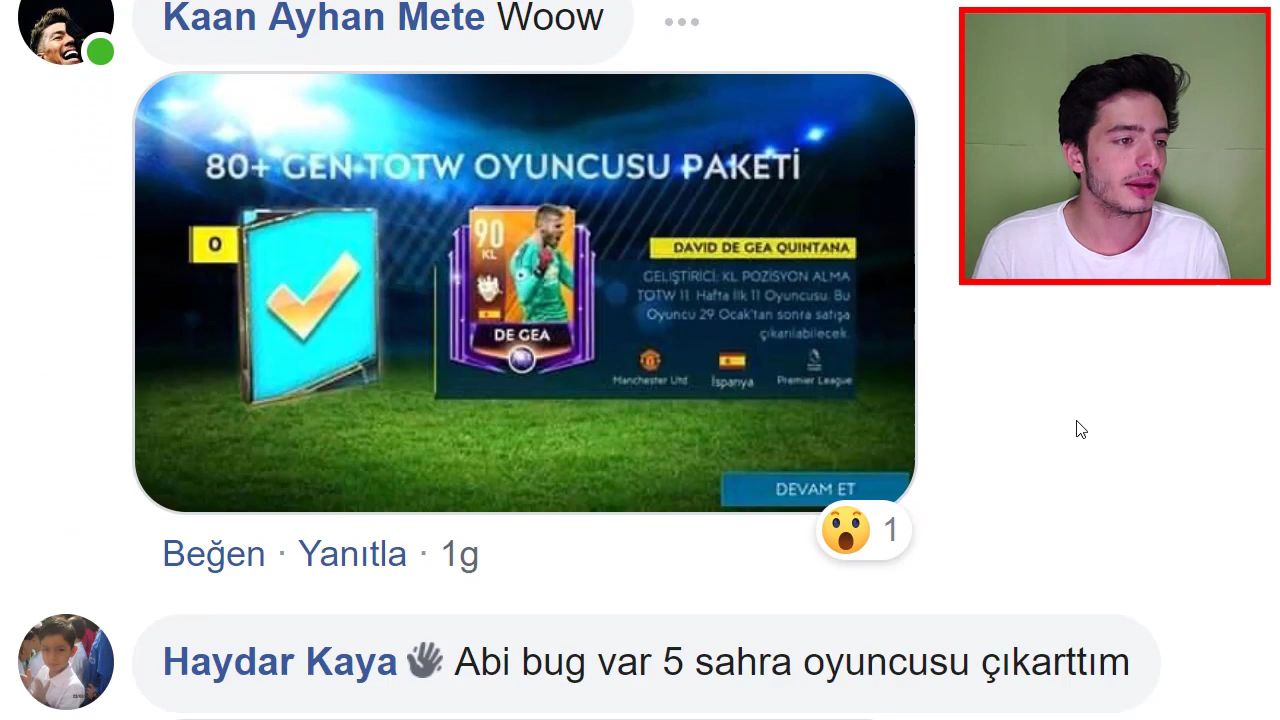 Kaan Ayhan Mete Woow
80+ GEN TOTW OYUNCUSU PAKETİ
0
90
KL
DE GEA
DAVID DE GEA QUINTANA
GELİŞTİRİCİ: KL POZİSYON ALMA
TOTW 11. Hafta İlk 11 Oyuncusu. Bu
Oyuncu 29 Ocak'tan sonra satışa
çıkarılabilecek.
Manchester Utd İspanya Premier League
DEVAM ET
1
Beğen · Yanıtla · 1g
Haydar Kaya Abi bug var 5 sahra oyuncusu çıkarttım